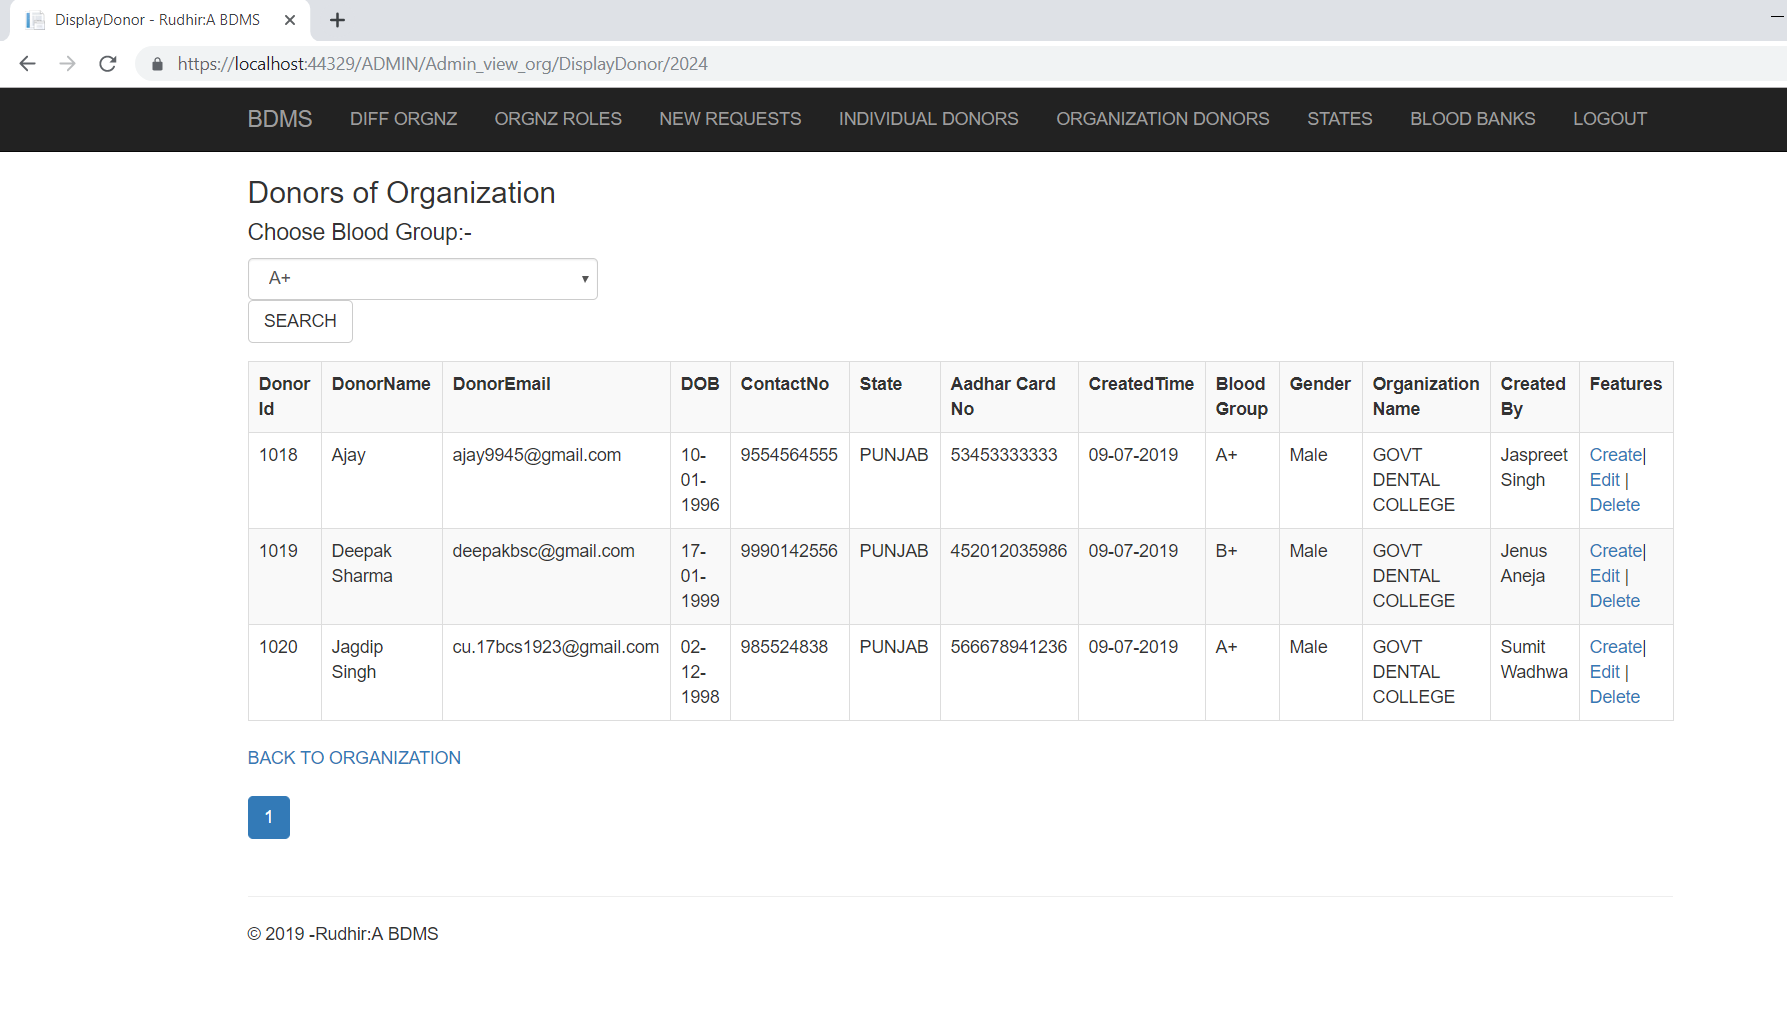 DisplayDonor - Rudhir:A BDMS
https://localhost:44329/ADMIN/Admin_view_org/DisplayDonor/2024
BDMS DIFF ORGNZ ORGNZ ROLES NEW REQUESTS INDIVIDUAL DONORS ORGANIZATION DONORS STATES BLOOD BANKS LOGOUT
Donors of Organization
Choose Blood Group:-
A+
SEARCH
Donor DonorName DonorEmail DOB ContactNo State Aadhar Card CreatedTime Blood Gender Organization Created Features
Id No Group Name By
1018 Ajay ajay9945@gmail.com 10- 9554564555 PUNJAB 53453333333 09-07-2019 A+ Male GOVT Jaspreet Create|
01- DENTAL Singh Edit |
1996 COLLEGE Delete
1019 Deepak deepakbsc@gmail.com 17- 9990142556 PUNJAB 452012035986 09-07-2019 B+ Male GOVT Jenus Create|
Sharma 01- DENTAL Aneja Edit |
1999 COLLEGE Delete
1020 Jagdip cu.17bcs1923@gmail.com 02- 985524838 PUNJAB 566678941236 09-07-2019 A+ Male GOVT Sumit Create|
Singh 12- DENTAL Wadhwa Edit |
1998 COLLEGE Delete
BACK TO ORGANIZATION
1
© 2019 -Rudhir:A BDMS